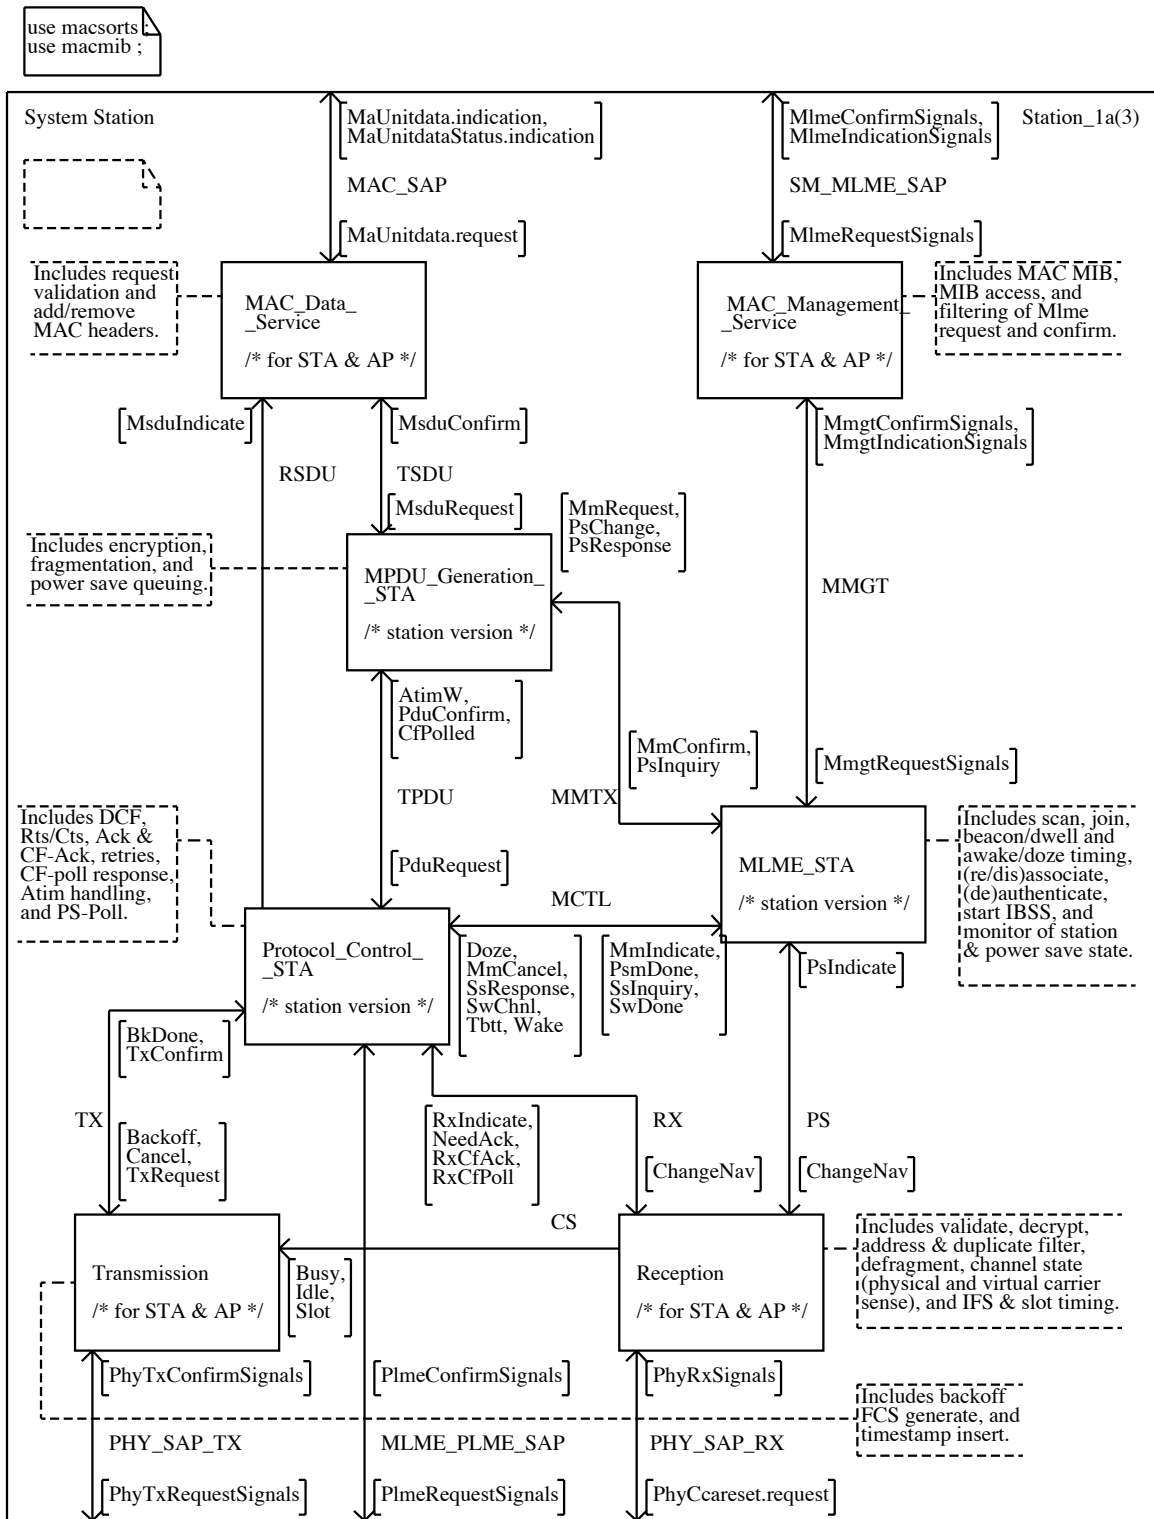 use macsorts ;
use macmib ;
System Station
Station_1a(3)
MaUnitdata.indication,
MaUnitdataStatus.indication
MlmeConfirmSignals,
MlmeIndicationSignals
MAC_SAP
SM_MLME_SAP
MaUnitdata.request
MlmeRequestSignals
Includes request
validation and
add/remove
MAC headers.
MAC_Data_
_Service
/* for STA & AP */
MAC_Management_
_Service
/* for STA & AP */
Includes MAC MIB,
MIB access, and
filtering of Mlme
request and confirm.
MsduIndicate
MsduConfirm
MmgtConfirmSignals,
MmgtIndicationSignals
RSDU
TSDU
MsduRequest
MmRequest,
PsChange,
PsResponse
Includes encryption,
fragmentation, and
power save queuing.
MPDU_Generation_
_STA
/* station version */
MMGT
AtimW,
PduConfirm,
CfPolled
MmConfirm,
PsInquiry
MmgtRequestSignals
TPDU
MMTX
Includes DCF,
Rts/Cts, Ack &
CF-Ack, retries,
CF-poll response,
Atim handling,
and PS-Poll.
PduRequest
MLME_STA
/* station version */
Includes scan, join,
beacon/dwell and
awake/doze timing,
(re/dis)associate,
(de)authenticate,
start IBSS, and
monitor of station
& power save state.
MCTL
Protocol_Control_
_STA
/* station version */
Doze,
MmCancel,
SsResponse,
SwChnl,
Tbtt, Wake
MmIndicate,
PsmDone,
SsInquiry,
SwDone
PsIndicate
BkDone,
TxConfirm
TX
Backoff,
Cancel,
TxRequest
RxIndicate,
NeedAck,
RxCfAck,
RxCfPoll
RX
PS
ChangeNav
ChangeNav
CS
Transmission
/* for STA & AP */
Busy,
Idle,
Slot
Reception
/* for STA & AP */
Includes validate, decrypt,
address & duplicate filter,
defragment, channel state
(physical and virtual carrier
sense), and IFS & slot timing.
PhyTxConfirmSignals
PlmeConfirmSignals
PhyRxSignals
Includes backoff
FCS generate, and
timestamp insert.
PHY_SAP_TX
MLME_PLME_SAP
PHY_SAP_RX
PhyTxRequestSignals
PlmeRequestSignals
PhyCcareset.request